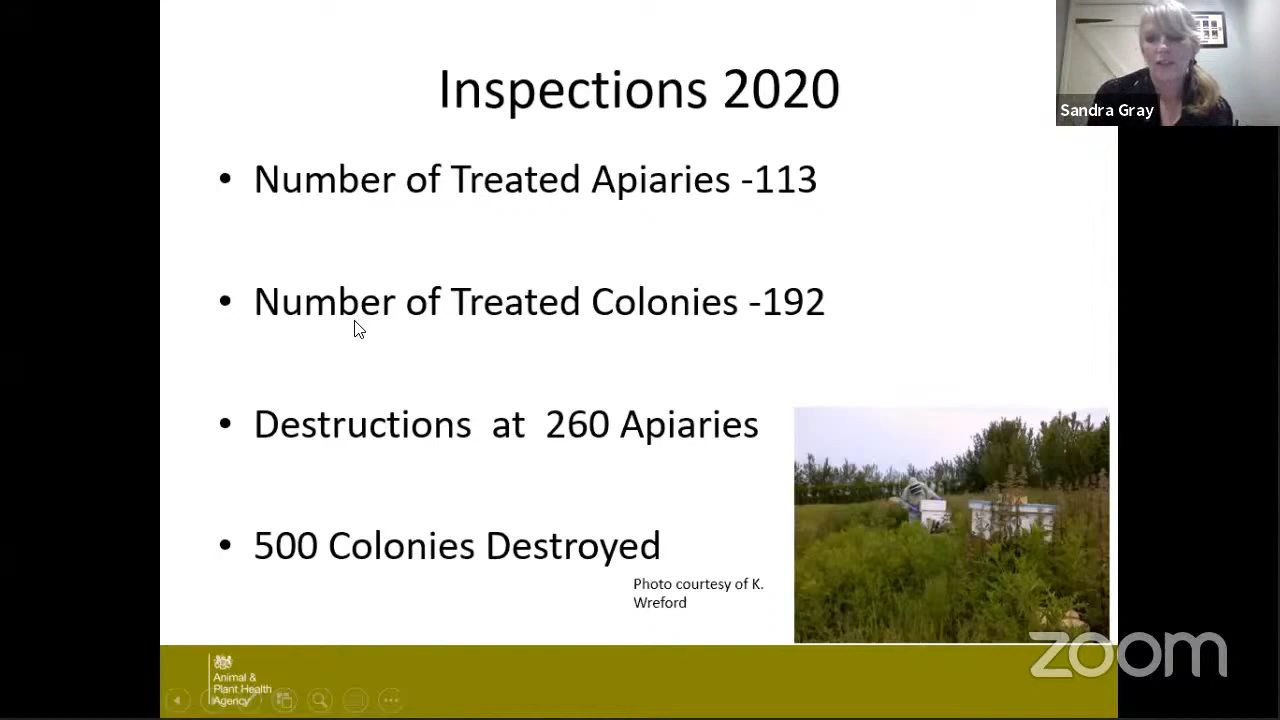 Inspections 2020
Sandra Gray
• Number of Treated Apiaries -113
• Number of Treated Colonies -192
• Destructions at 260 Apiaries
• 500 Colonies Destroyed
Photo courtesy of K.
Wreford
zoom
Animal &
Plant Health
Agency